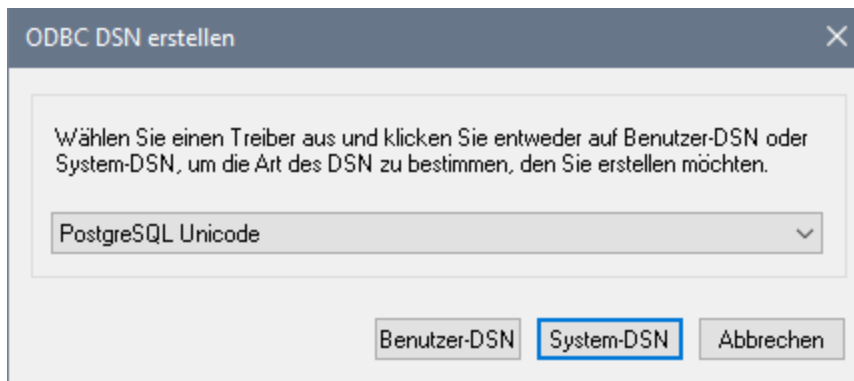 ODBC DSN erstellen
Wählen Sie einen Treiber aus und klicken Sie entweder auf Benutzer-DSN oder
System-DSN, um die Art des DSN zu bestimmen, den Sie erstellen möchten.
PostgreSQL Unicode
Benutzer-DSN System-DSN Abbrechen